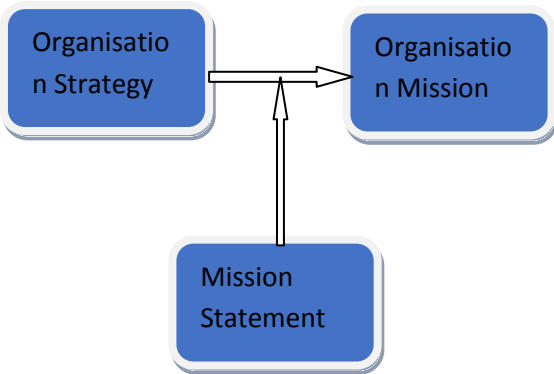 Organisatio
n Strategy
Organisatio
n Mission
Mission
Statement